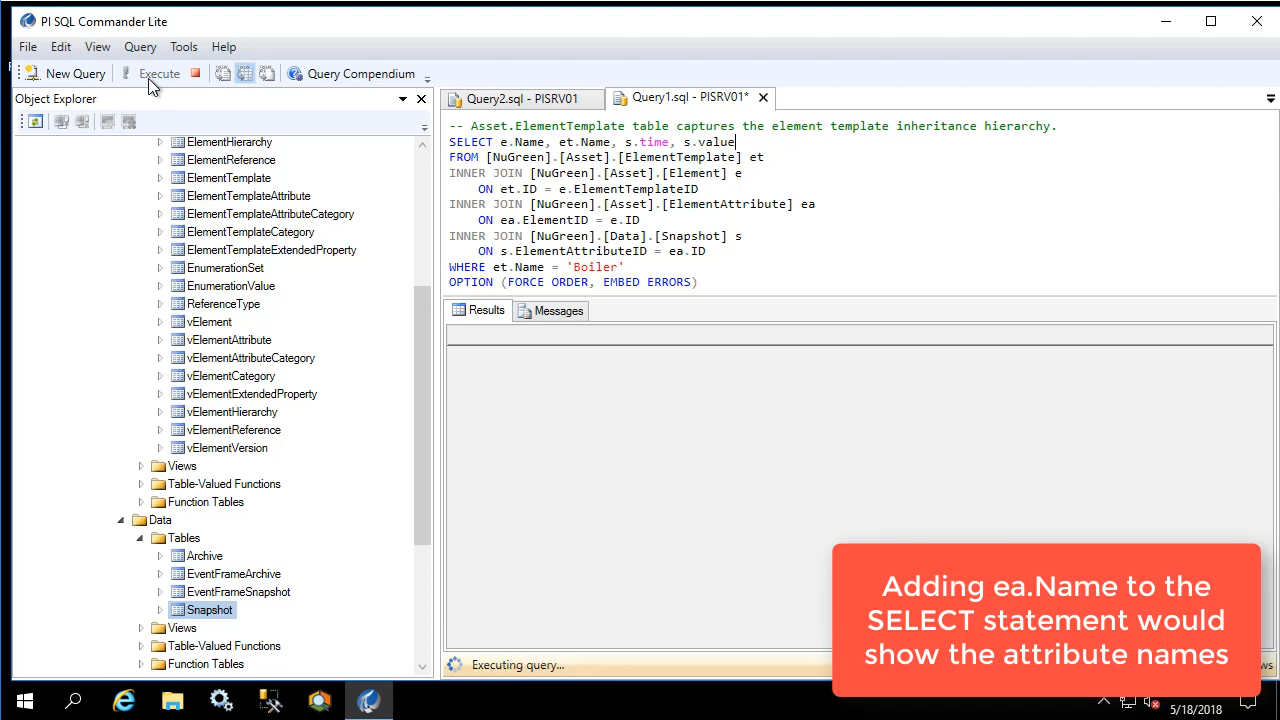 PI SQL Commander Lite
File Edit View Query Tools Help
New Query Execute Query Compendium
Object Explorer
ElementHierarchy
ElementReference
ElementTemplate
ElementTemplateAttribute
ElementTemplateAttributeCategory
ElementTemplateCategory
ElementTemplateExtendedProperty
EnumerationSet
EnumerationValue
ReferenceType
vElement
vElementAttribute
vElementAttributeCategory
vElementCategory
vElementExtendedProperty
vElementHierarchy
vElementReference
vElementVersion
Views
Table-Valued Functions
Function Tables
Data
Tables
Archive
EventFrameArchive
EventFrameSnapshot
Snapshot
Views
Table-Valued Functions
Function Tables
Query2.sql - PISRV01 Query1.sql - PISRV01*
-- Asset.ElementTemplate table captures the element template inheritance hierarchy.
SELECT e.Name, et.Name, s.time, s.value
FROM [NuGreen].[Asset].[ElementTemplate] et
INNER JOIN [NuGreen].[Asset].[Element] e
ON et.ID = e.ElementTemplateID
INNER JOIN [NuGreen].[Asset].[ElementAttribute] ea
ON ea.ElementID = e.ID
INNER JOIN [NuGreen].[Data].[Snapshot] s
ON s.ElementAttributeID = ea.ID
WHERE et.Name = 'Boiler'
OPTION (FORCE ORDER, EMBED ERRORS)
Results Messages
Executing query...
Adding ea.Name to the
SELECT statement would
show the attribute names
5/18/2018